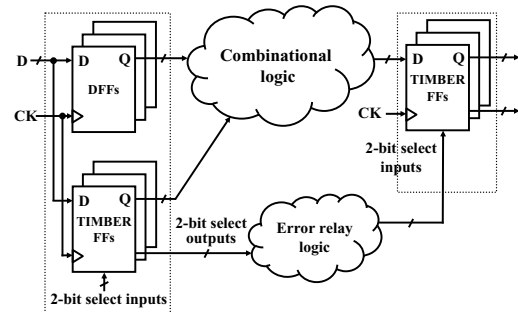 D
D Q
DFFs
CK
D Q
TIMBER
FFs
2-bit select inputs
Combinational
logic
2-bit select
outputs
Error relay
logic
D Q
TIMBER
FFs
CK
2-bit select
inputs